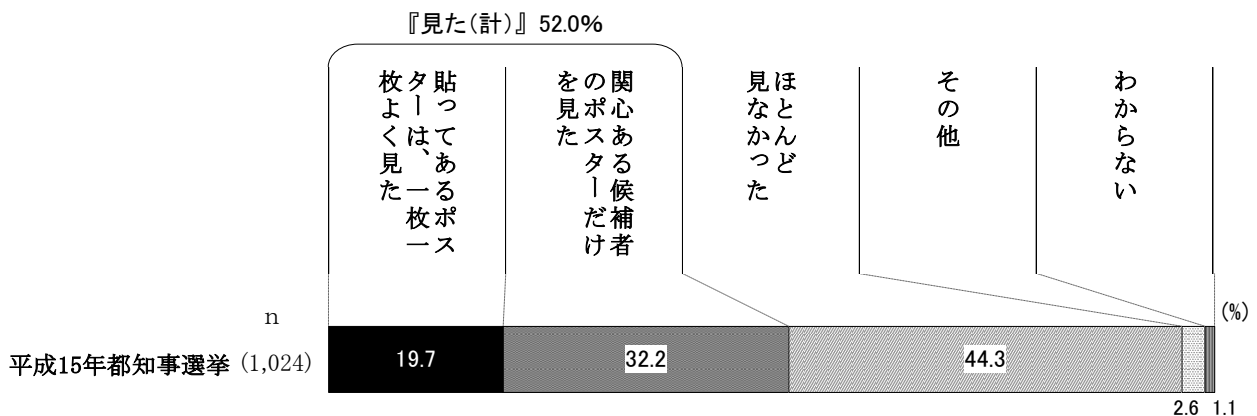 『見た(計)』 52.0%
貼ってあるポス
ターは、一枚一
枚よく見た
関心ある候補者
のポスターだけ
を見た
ほとんど
見なかった
その他
わからない
(%)
n
平成15年都知事選挙 (1,024)
19.7
32.2
44.3
2.6
1.1